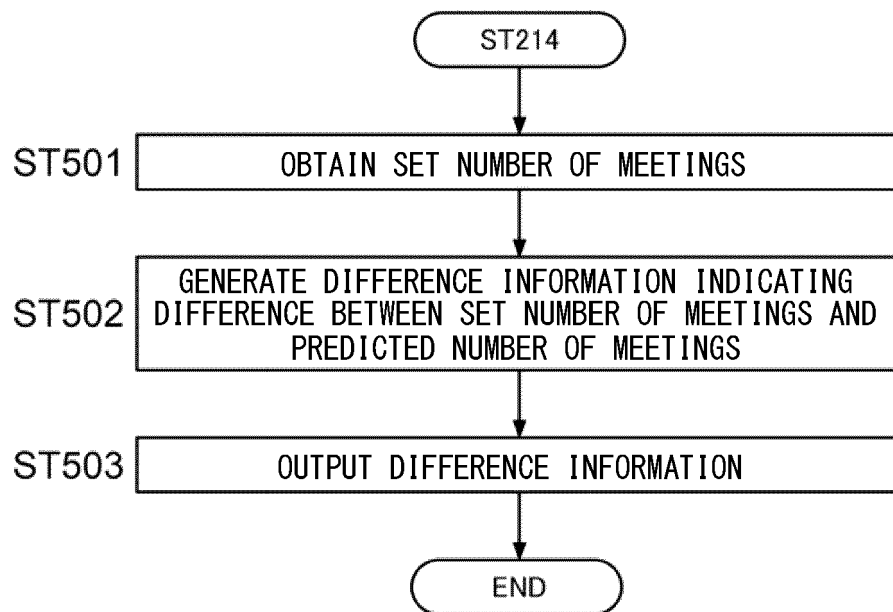 ST214
ST501
OBTAIN SET NUMBER OF MEETINGS
ST502
GENERATE DIFFERENCE INFORMATION INDICATING
DIFFERENCE BETWEEN SET NUMBER OF MEETINGS AND
PREDICTED NUMBER OF MEETINGS
ST503
OUTPUT DIFFERENCE INFORMATION
END